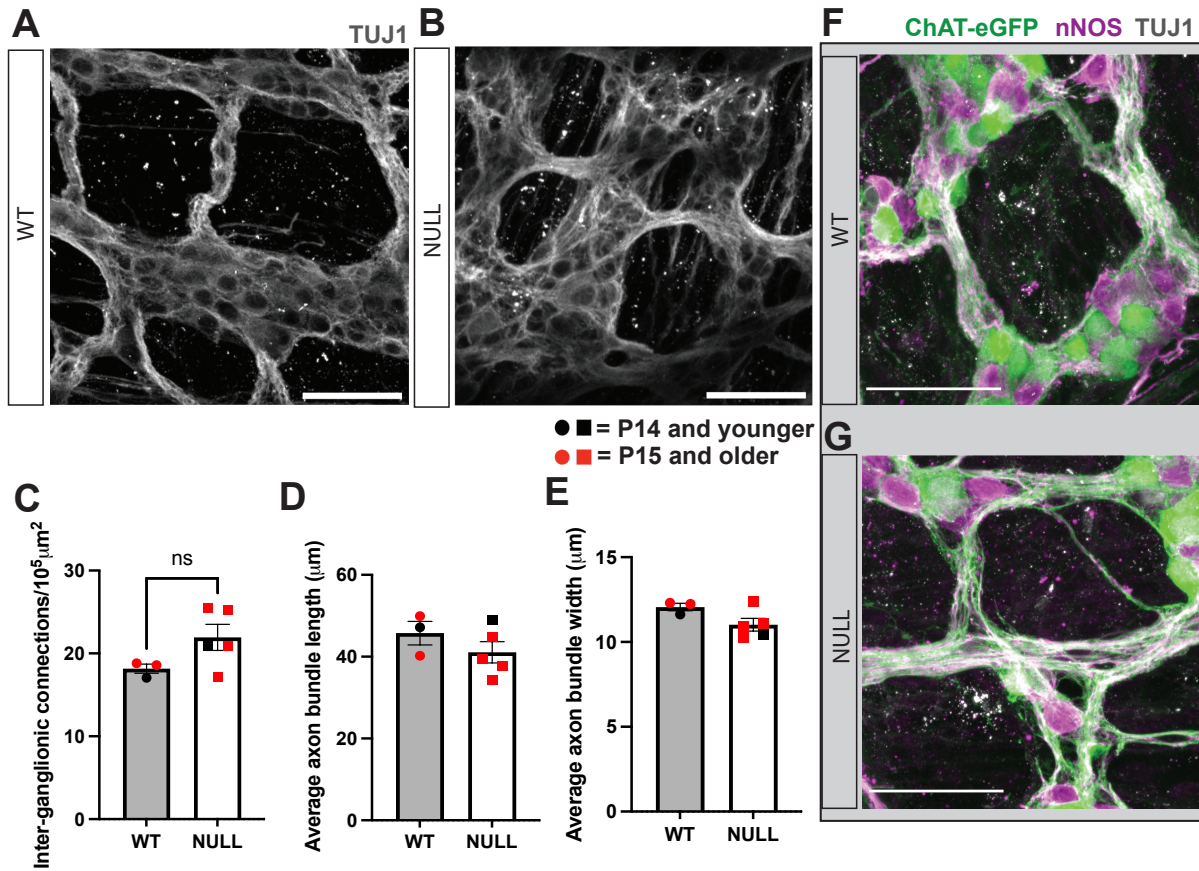 A
TUJ1
WT
B
NULL
F
ChAT-eGFP nNOS TUJ1
WT
G
NULL
●■= P14 and younger
●■= P15 and older
C
Inter-ganglionic connections/10⁵μm²
30
20
10
0
ns
WT NULL
D
Average axon bundle length (μm)
60
40
20
0
WT NULL
E
Average axon bundle width (μm)
15
10
5
0
WT NULL